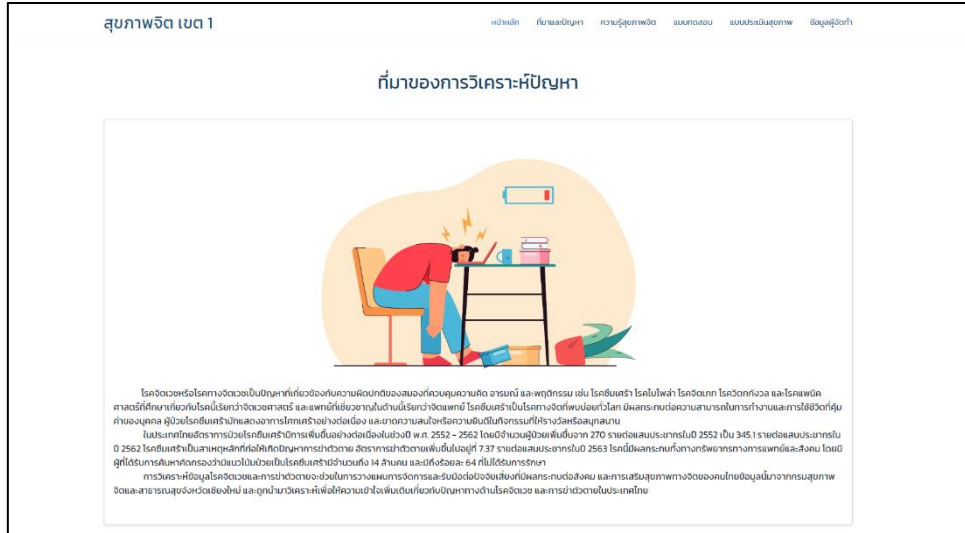 สุขภาพจิต เขต 1
หน้าหลัก ที่มาและปัญหา ความรู้สุขภาพจิต แบบทดสอบ แบบประเมินสุขภาพ ข้อมูลผู้จัดทำ
ที่มาของการวิเคราะห์ปัญหา
โรคจิตเวชหรือโรคทางจิตเวชเป็นปัญหาที่เกี่ยวข้องกับความผิดปกติของสมองที่ควบคุมความคิด อารมณ์ และพฤติกรรม เช่น โรคซึมเศร้า โรคไบโพล่า โรคจิตเภท โรควิตกกังวล และโรคแพนิค
ศาสตร์ที่ศึกษาเกี่ยวกับโรคนี้เรียกว่าจิตเวชศาสตร์ และแพทย์ที่เชี่ยวชาญในด้านนี้เรียกว่าจิตแพทย์ โรคซึมเศร้าเป็นโรคทางจิตที่พบบ่อยทั่วโลก มีผลกระทบต่อความสามารถในการทำงานและการใช้ชีวิตที่คุ้ม
ค่าของบุคคล ผู้ป่วยโรคซึมเศร้ามักแสดงอาการโศกเศร้าอย่างต่อเนื่อง และขาดความสนใจหรือความยินดีในกิจกรรมที่ให้รางวัลหรือสนุกสนาน
ในประเทศไทยอัตราการป่วยโรคซึมเศร้ามีการเพิ่มขึ้นอย่างต่อเนื่องในช่วงปี พ.ศ. 2552 - 2562 โดยมีจำนวนผู้ป่วยเพิ่มขึ้นจาก 270 รายต่อแสนประชากรในปี 2552 เป็น 345.1 รายต่อแสนประชากรใน
ปี 2562 โรคซึมเศร้าเป็นสาเหตุหลักที่ก่อให้เกิดปัญหาการฆ่าตัวตาย อัตราการฆ่าตัวตายเพิ่มขึ้นไปอยู่ที่ 7.37 รายต่อแสนประชากรในปี 2563 โรคนี้มีผลกระทบทั้งทางทรัพยากรทางการแพทย์และสังคม โดยมี
ผู้ที่ได้รับการค้นหาคัดกรองว่ามีแนวโน้มป่วยเป็นโรคซึมเศร้ามีจำนวนถึง 14 ล้านคน และมีถึงร้อยละ 64 ที่ไม่ได้รับการรักษา
การวิเคราะห์ข้อมูลโรคจิตเวชและการฆ่าตัวตายจะช่วยในการวางแผนการจัดการและรับมือต่อปัจจัยเสี่ยงที่มีผลกระทบต่อสังคม และการเสริมสุขภาพทางจิตของคนไทยข้อมูลนี้มาจากกรมสุขภาพ
จิตและสาธารณสุขจังหวัดเชียงใหม่ และถูกนำมาวิเคราะห์เพื่อให้ความเข้าใจเพิ่มเติมเกี่ยวกับปัญหาทางด้านโรคจิตเวช และการฆ่าตัวตายในประเทศไทย